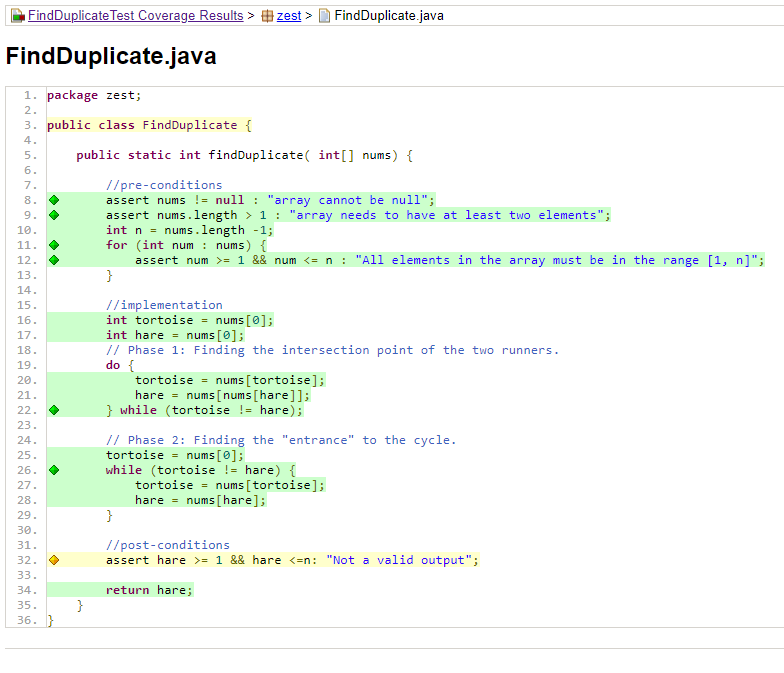 FindDuplicateTest Coverage Results > zest > FindDuplicate.java
FindDuplicate.java
1. package zest;
2.
3. public class FindDuplicate {
4.
5.     public static int findDuplicate( int[] nums) {
6.
7.         //pre-conditions
8.         assert nums != null : "array cannot be null";
9.         assert nums.length > 1 : "array needs to have at least two elements";
10.         int n = nums.length -1;
11.         for (int num : nums) {
12.             assert num >= 1 && num <= n : "All elements in the array must be in the range [1, n]";
13.         }
14.
15.         //implementation
16.         int tortoise = nums[0];
17.         int hare = nums[0];
18.         // Phase 1: Finding the intersection point of the two runners.
19.         do {
20.             tortoise = nums[tortoise];
21.             hare = nums[nums[hare]];
22.         } while (tortoise != hare);
23.
24.         // Phase 2: Finding the "entrance" to the cycle.
25.         tortoise = nums[0];
26.         while (tortoise != hare) {
27.             tortoise = nums[tortoise];
28.             hare = nums[hare];
29.         }
30.
31.         //post-conditions
32.         assert hare >= 1 && hare <=n: "Not a valid output";
33.
34.         return hare;
35.     }
36. }